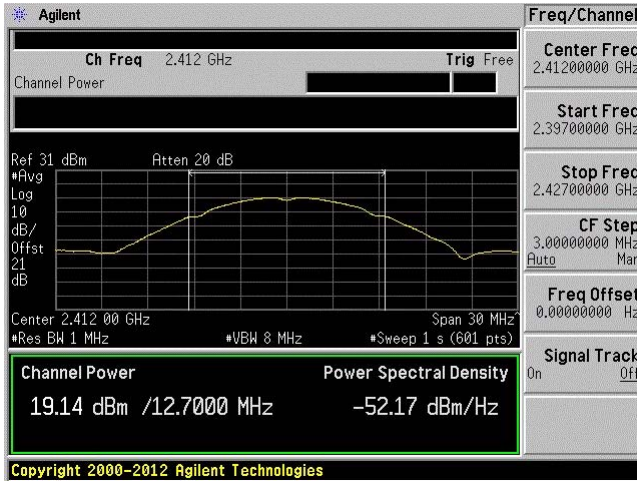 Agilent
Freq/Channel
Ch Freq 2.412 GHz Trig Free
Channel Power
Center Freq
2.41200000 GHz
Start Freq
2.39700000 GHz
Stop Freq
2.42700000 GHz
CF Step
3.00000000 MHz
Auto Man
Freq Offset
0.00000000 Hz
Signal Track
On Off
Ref 31 dBm Atten 20 dB
#Avg
Log
10
dB/
Offst
21
dB
Center 2.412 00 GHz Span 30 MHz
#Res BW 1 MHz #VBW 8 MHz #Sweep 1 s (601 pts)
Channel Power Power Spectral Density
19.14 dBm /12.7000 MHz -52.17 dBm/Hz
Copyright 2000-2012 Agilent Technologies